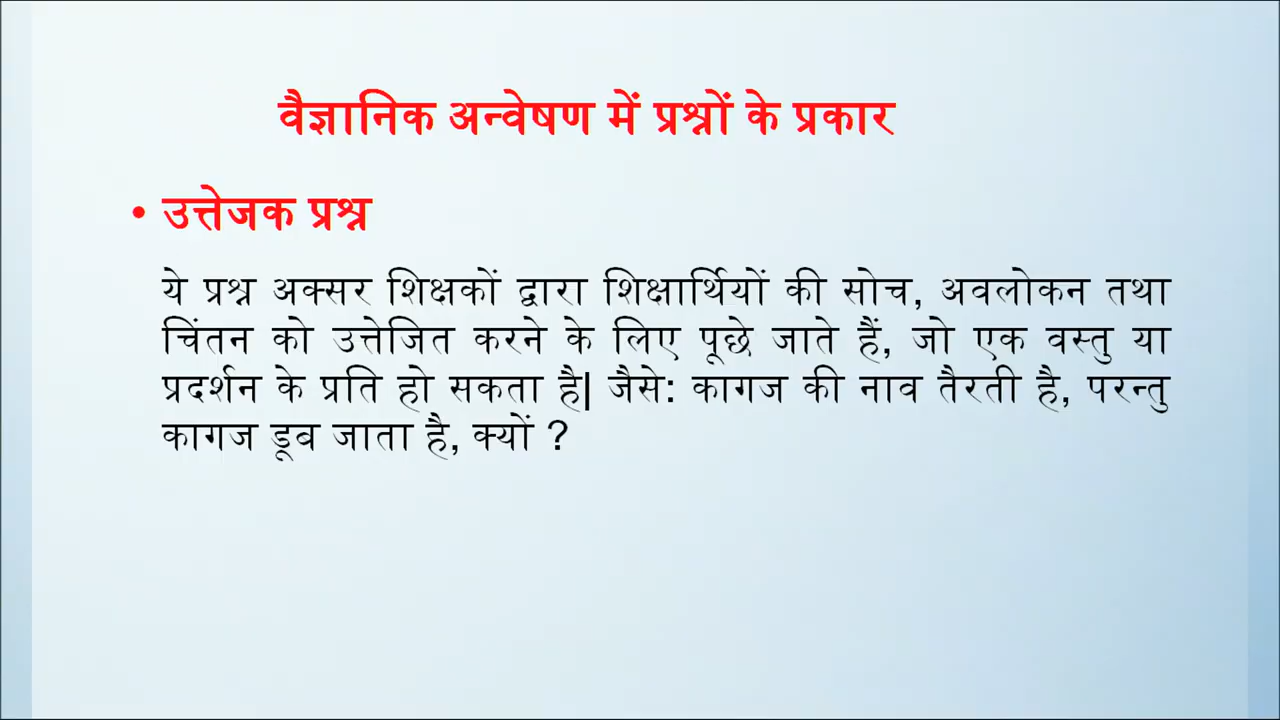 वैज्ञानिक अन्वेषण में प्रश्नों के प्रकार
• उत्तेजक प्रश्न
ये प्रश्न अक्सर शिक्षकों द्वारा शिक्षार्थियों की सोच, अवलोकन तथा
चिंतन को उत्तेजित करने के लिए पूछे जाते हैं, जो एक वस्तु या
प्रदर्शन के प्रति हो सकता है| जैसे: कागज की नाव तैरती है, परन्तु
कागज डूब जाता है, क्यों ?